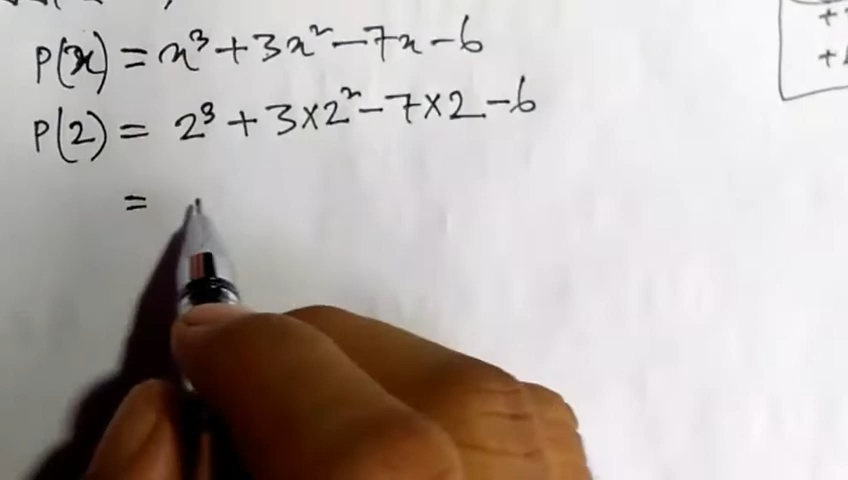 P(x) = x³ + 3x² - 7x - 6
P(2) = 2³ + 3×2² - 7×2 - 6
=